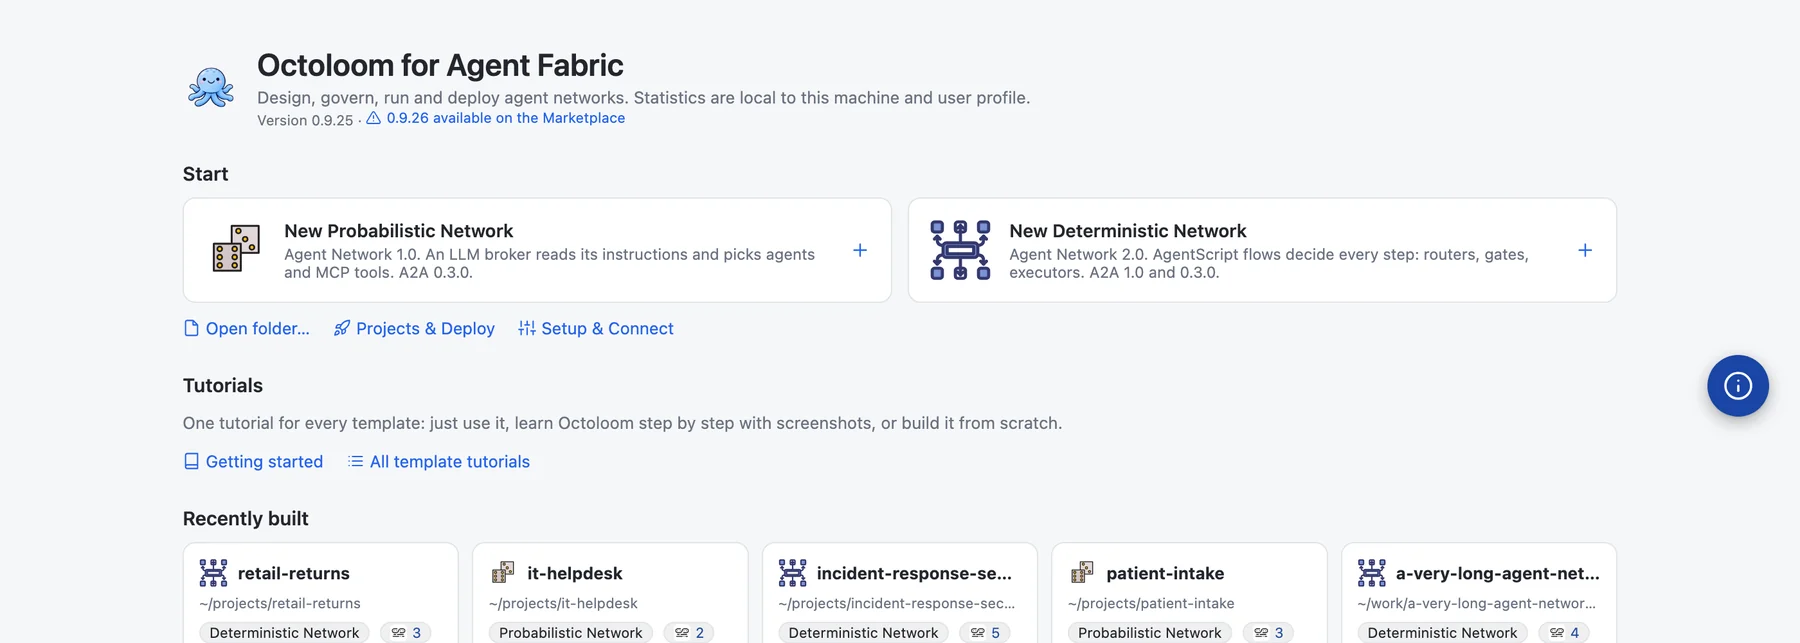 Octoloom for Agent Fabric
Design, govern, run and deploy agent networks. Statistics are local to this machine and user profile.
Version 0.9.25 · 0.9.26 available on the Marketplace
Start
New Probabilistic Network
Agent Network 1.0. An LLM broker reads its instructions and picks agents
and MCP tools. A2A 0.3.0.
New Deterministic Network
Agent Network 2.0. AgentScript flows decide every step: routers, gates,
executors. A2A 1.0 and 0.3.0.
Open folder... Projects & Deploy Setup & Connect
Tutorials
One tutorial for every template: just use it, learn Octoloom step by step with screenshots, or build it from scratch.
Getting started All template tutorials
Recently built
retail-returns
~/projects/retail-returns
Deterministic Network 3
it-helpdesk
~/projects/it-helpdesk
Probabilistic Network 2
incident-response-se...
~/projects/incident-response-sec...
Deterministic Network 5
patient-intake
~/projects/patient-intake
Probabilistic Network 3
a-very-long-agent-net...
~/work/a-very-long-agent-networ...
Deterministic Network 4